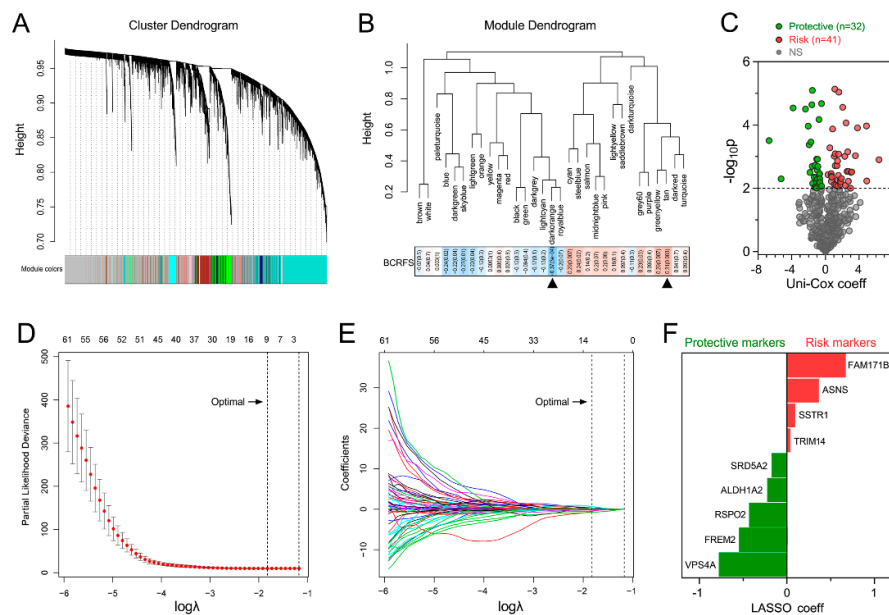 A
Cluster Dendrogram
Height
0.95
0.90
0.85
0.80
0.75
0.70
Module colors
B
Module Dendrogram
Height
1.0
0.8
0.6
0.4
0.2
brown
white
paleturquoise
blue
darkgreen
skyblue
lightgreen
orange
yellow
magenta
red
black
green
darkgrey
lightcyan
darkorange
royalblue
cyan
steelblue
salmon
midnightblue
pink
lightyellow
saddlebrown
darkturquoise
grey60
purple
greenyellow
tan
darkred
turquoise
BCRFS
C
Protective (n=32)
Risk (n=41)
NS
-log10p
6
5
4
3
2
1
0
-8 -4 0 4 8
Uni-Cox coeff
D
61 55 56 52 51 45 40 37 30 19 16 9 7 3
Partial Likelihood Deviance
500
400
300
200
100
0
Optimal
-6 -5 -4 -3 -2 -1
logλ
E
61 56 45 33 14 0
Coefficients
30
20
10
0
-10
Optimal
-6 -5 -4 -3 -2 -1
logλ
F
Protective markers Risk markers
FAM171B
ASNS
SSTR1
TRIM14
SRD5A2
ALDH1A2
RSPO2
FREM2
VPS4A
-1 0 1
LASSO coeff